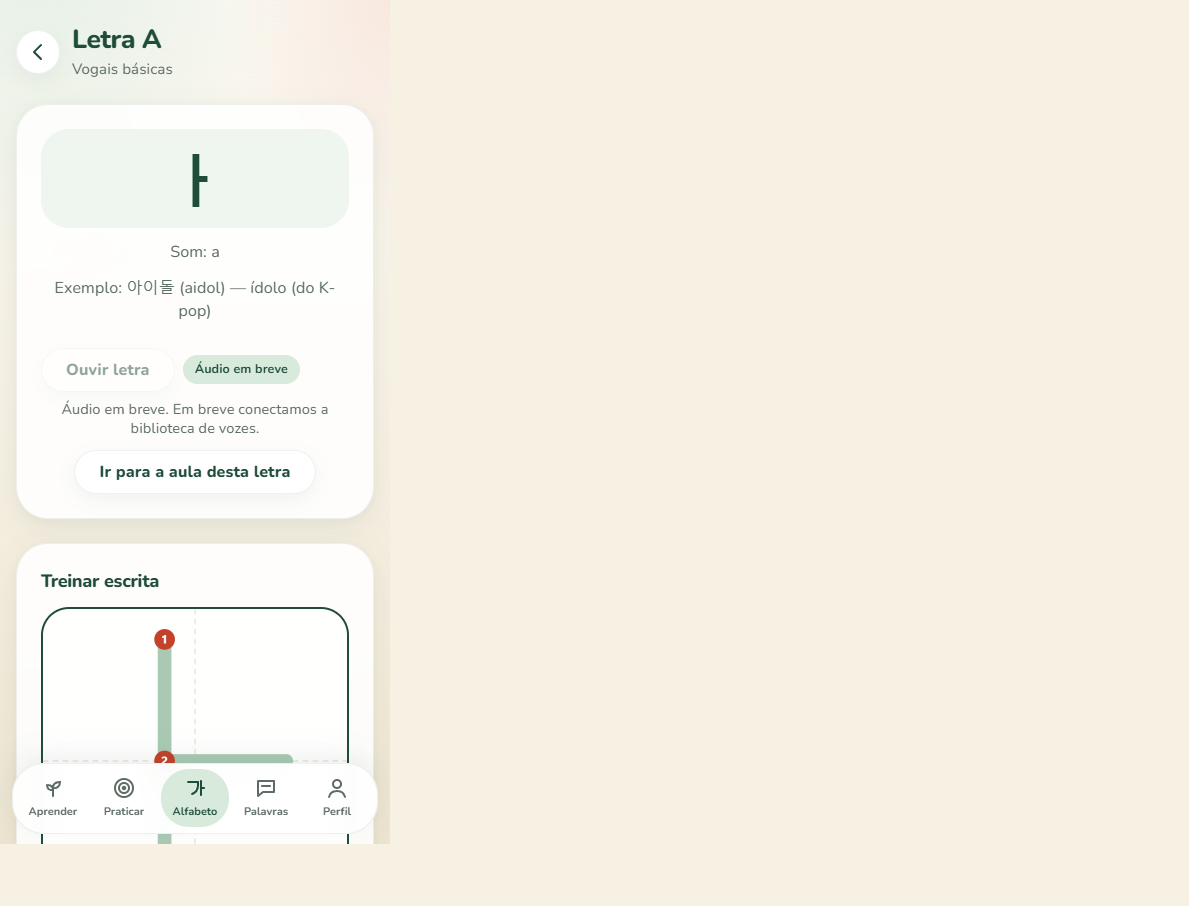 Letra A
Vogais básicas
ㅏ
Som: a
Exemplo: 아이돌 (aidol) — ídolo (do K-
pop)
Ouvir letra
Áudio em breve
Áudio em breve. Em breve conectamos a
biblioteca de vozes.
Ir para a aula desta letra
Treinar escrita
1
2
가
Aprender
Praticar
Alfabeto
Palavras
Perfil